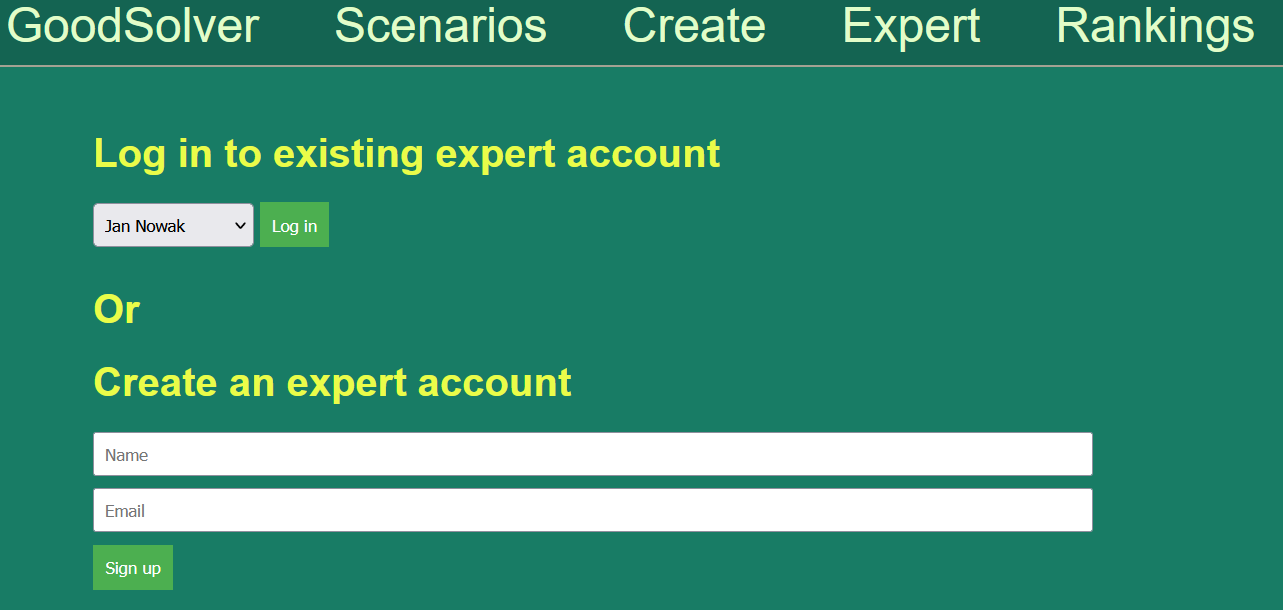 GoodSolver Scenarios Create Expert Rankings
Log in to existing expert account
Jan Nowak Log in
Or
Create an expert account
Name
Email
Sign up